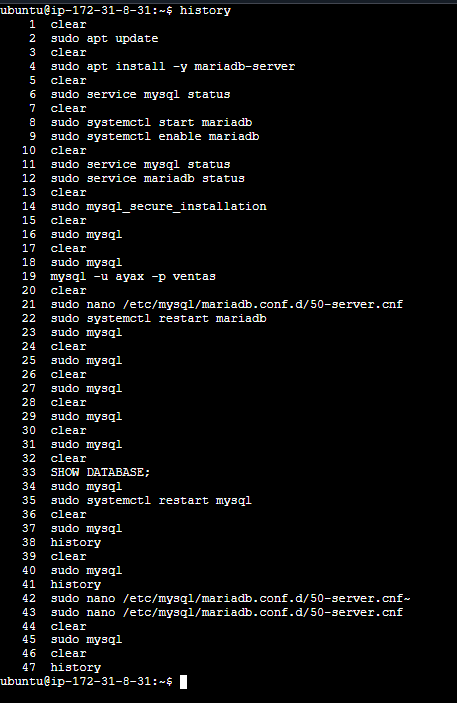 ubuntu@ip-172-31-8-31:~$ history
1 clear
2 sudo apt update
3 clear
4 sudo apt install -y mariadb-server
5 clear
6 sudo service mysql status
7 clear
8 sudo systemctl start mariadb
9 sudo systemctl enable mariadb
10 clear
11 sudo service mysql status
12 sudo service mariadb status
13 clear
14 sudo mysql_secure_installation
15 clear
16 sudo mysql
17 clear
18 sudo mysql
19 mysql -u ayax -p ventas
20 clear
21 sudo nano /etc/mysql/mariadb.conf.d/50-server.cnf
22 sudo systemctl restart mariadb
23 sudo mysql
24 clear
25 sudo mysql
26 clear
27 sudo mysql
28 clear
29 sudo mysql
30 clear
31 sudo mysql
32 clear
33 SHOW DATABASE;
34 sudo mysql
35 sudo systemctl restart mysql
36 clear
37 sudo mysql
38 history
39 clear
40 sudo mysql
41 history
42 sudo nano /etc/mysql/mariadb.conf.d/50-server.cnf~
43 sudo nano /etc/mysql/mariadb.conf.d/50-server.cnf
44 clear
45 sudo mysql
46 clear
47 history
ubuntu@ip-172-31-8-31:~$